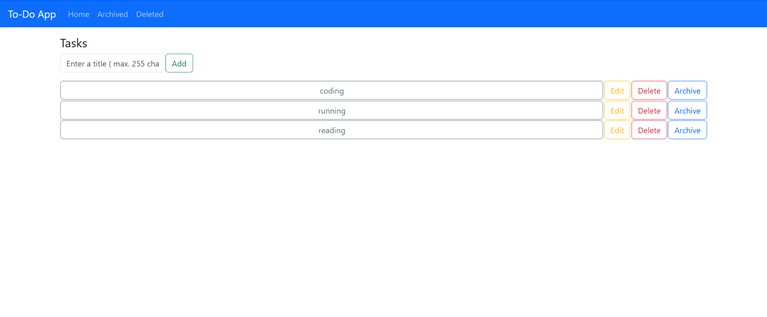 To-Do App Home Archived Deleted
Tasks
Enter a title ( max. 255 cha Add
coding Edit Delete Archive
running Edit Delete Archive
reading Edit Delete Archive